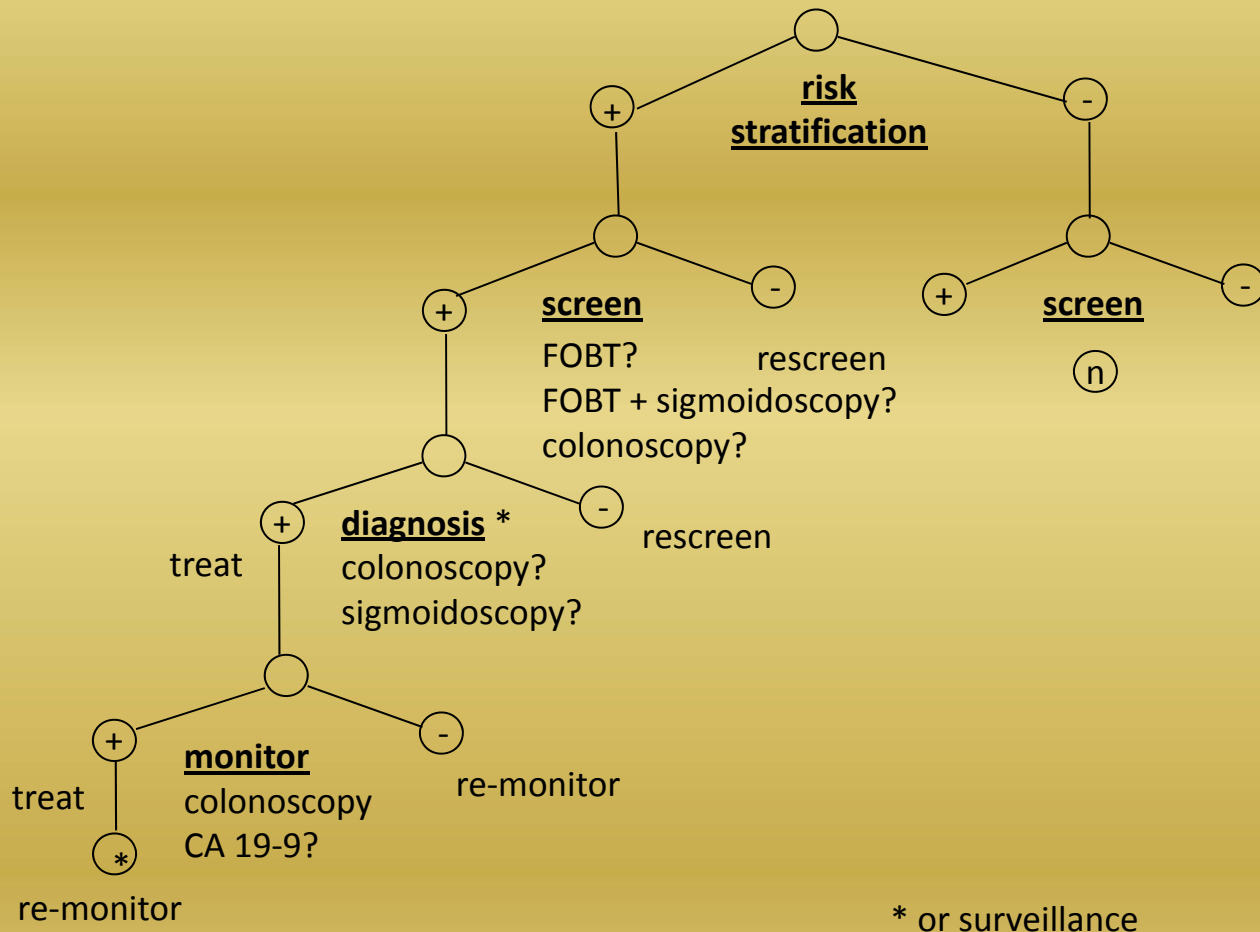 risk
stratification
+
-
+
screen
FOBT?
FOBT + sigmoidoscopy?
colonoscopy?
-
rescreen
+
screen
n
-
+
treat
diagnosis *
colonoscopy?
sigmoidoscopy?
-
rescreen
+
treat
*
re-monitor
monitor
colonoscopy
CA 19-9?
-
re-monitor
* or surveillance